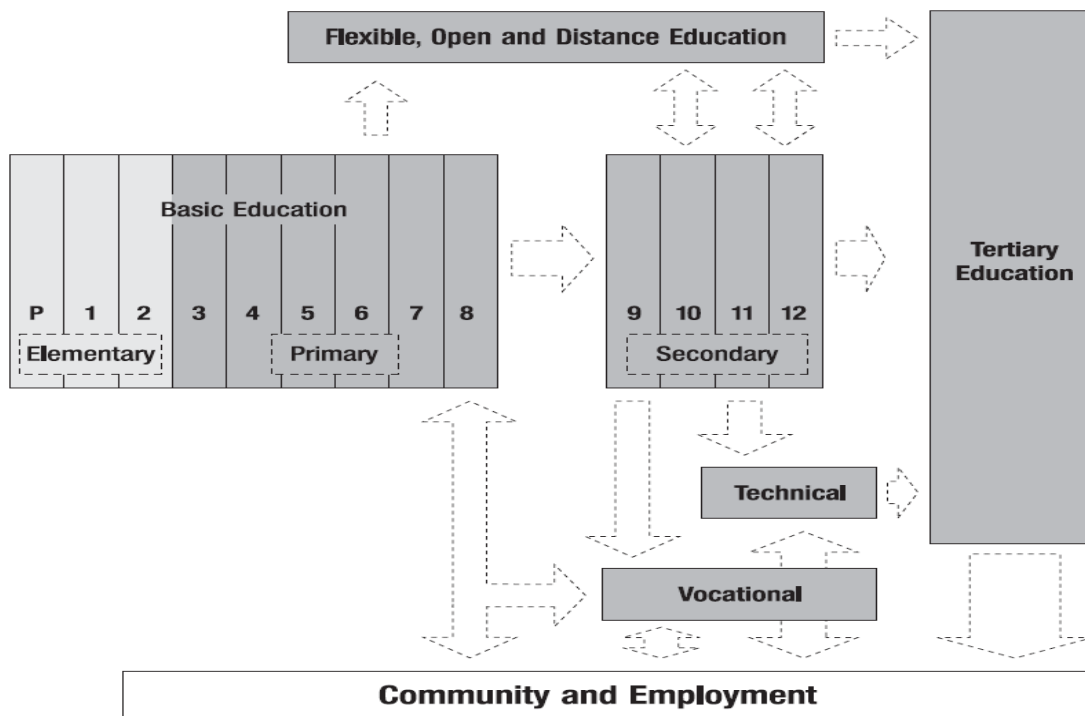 Flexible, Open and Distance Education
Basic Education
P 1 2 3 4 5 6 7 8
Elementary
Primary
9 10 11 12
Secondary
Tertiary
Education
Technical
Vocational
Community and Employment